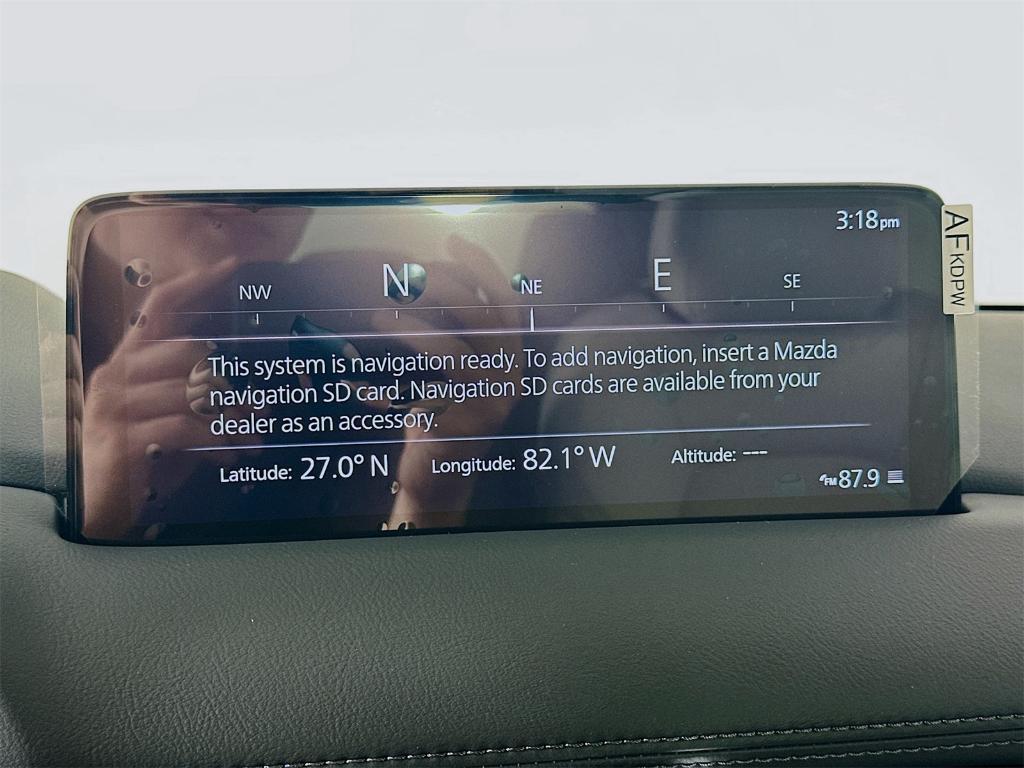 3:18pm
NW N NE E SE
This system is navigation ready. To add navigation, insert a Mazda
navigation SD card. Navigation SD cards are available from your
dealer as an accessory.
Latitude: 27.0° N Longitude: 82.1° W Altitude: ---
FM 87.9
AFKDPW